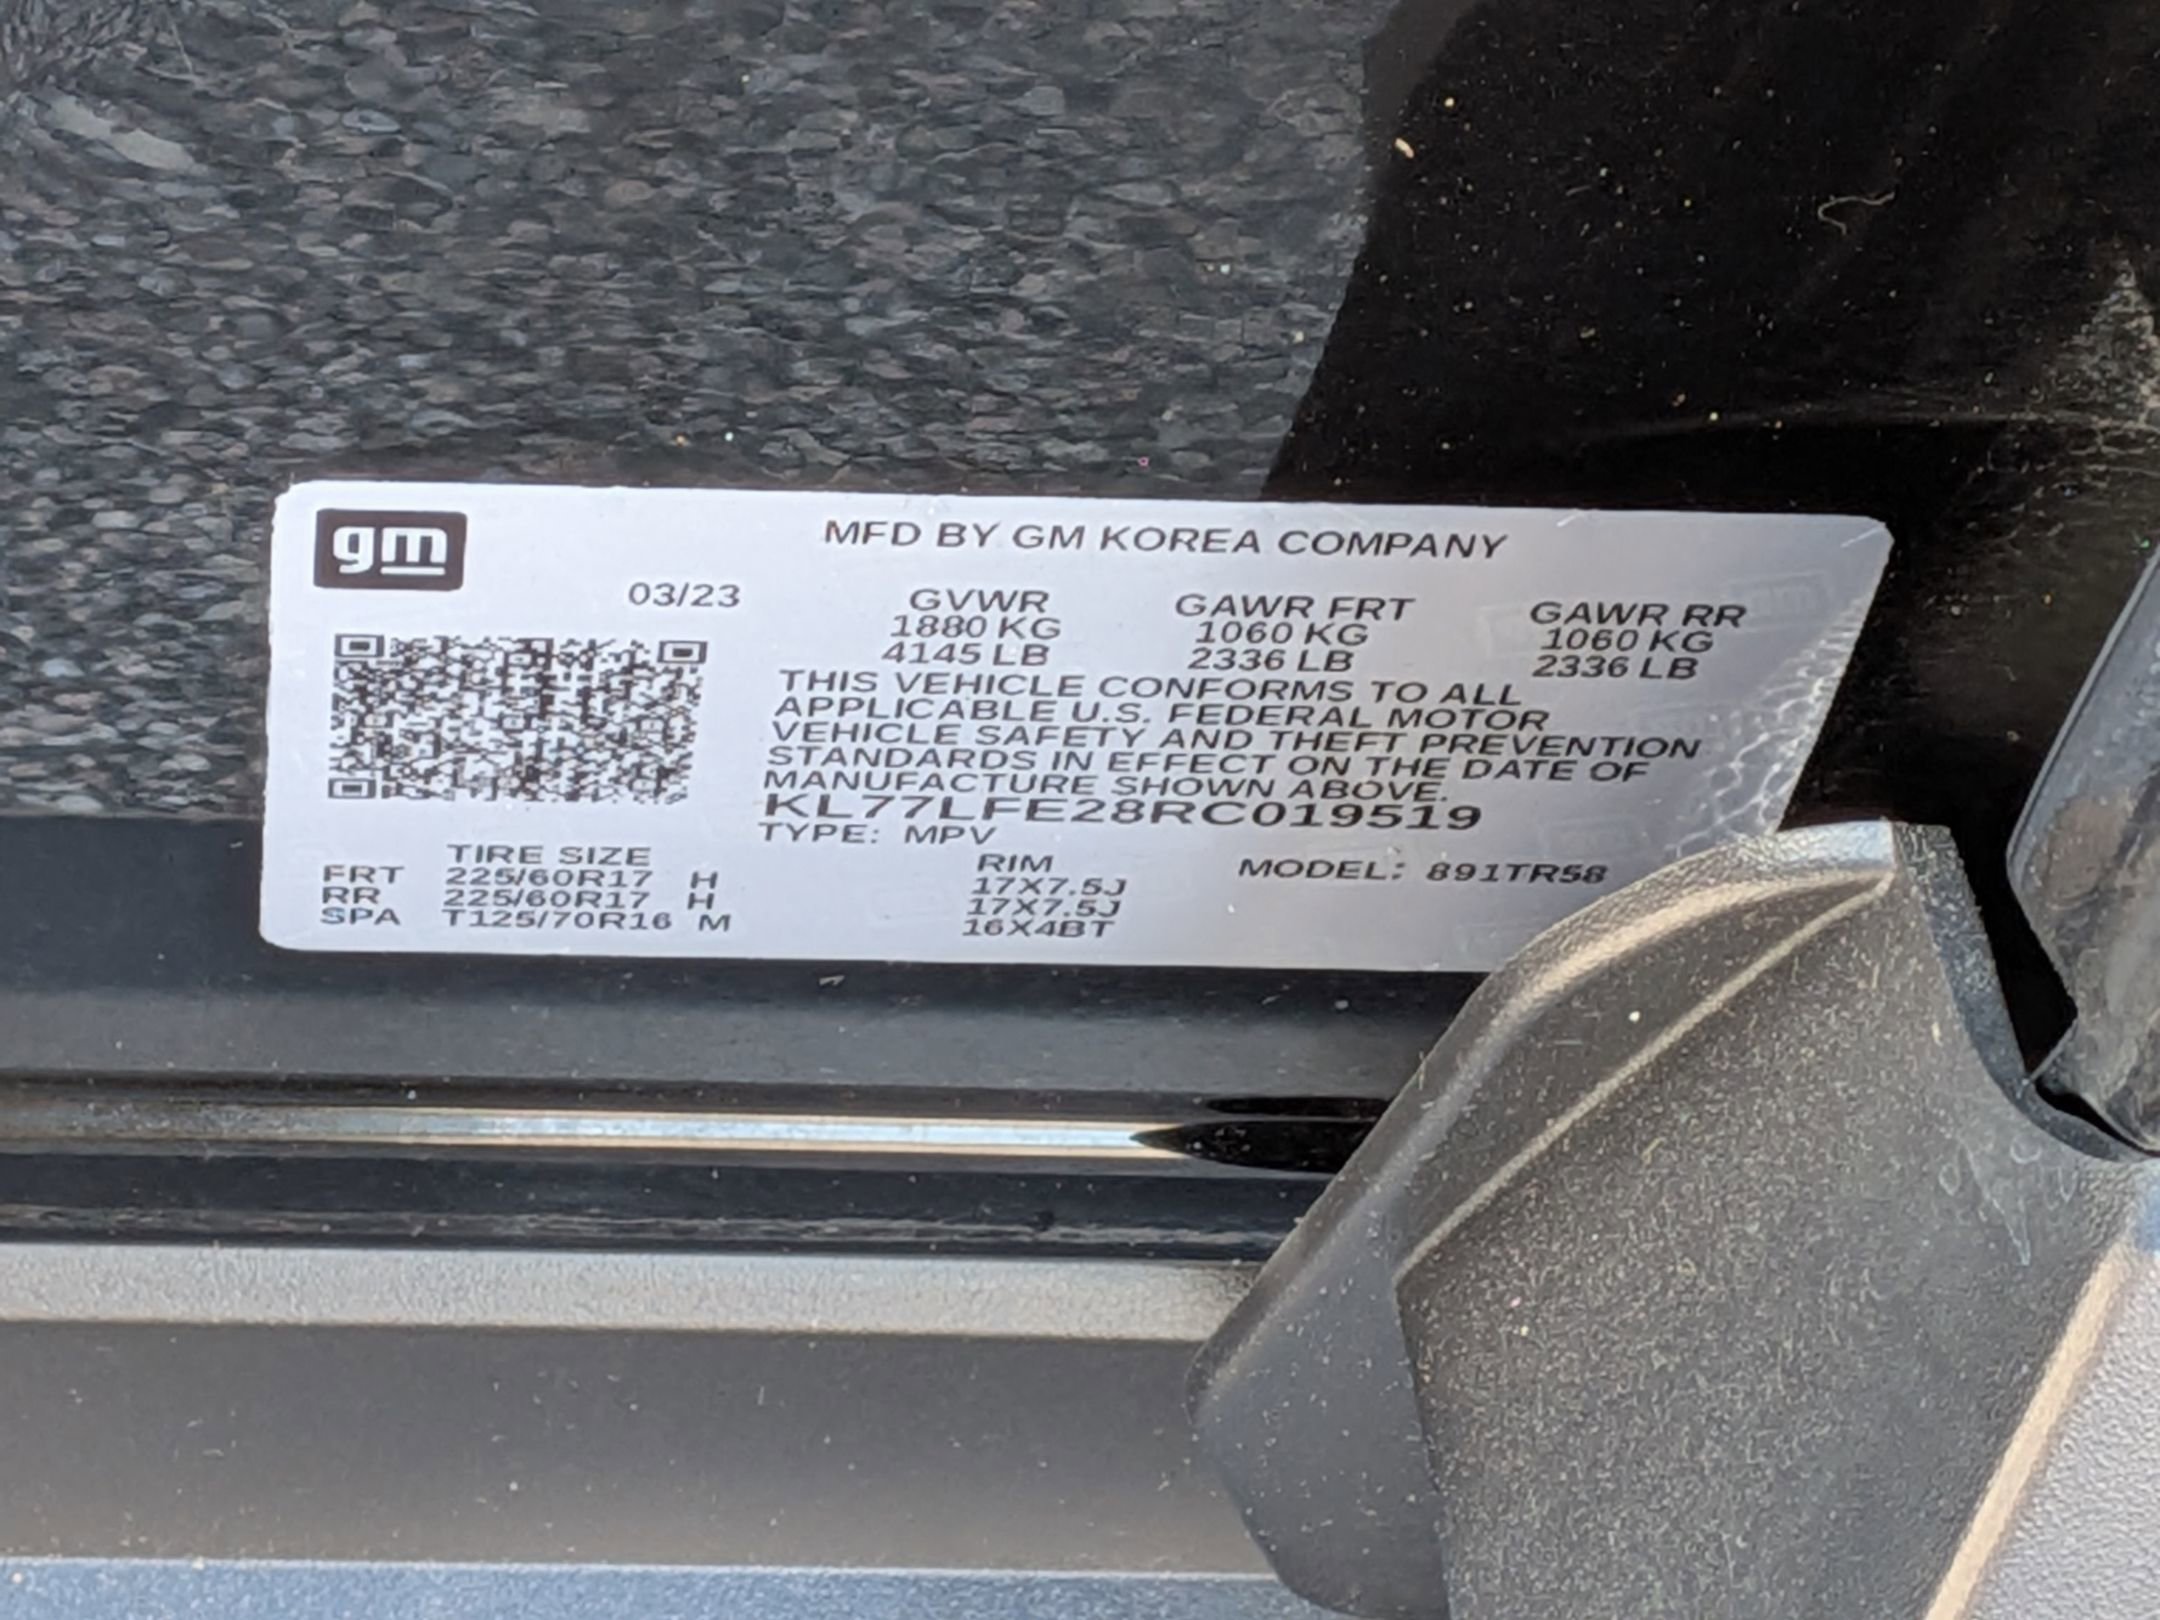 gm
MFD BY GM KOREA COMPANY
03/23 GVWR GAWR FRT GAWR RR
1880 KG 1060 KG 1060 KG
4145 LB 2336 LB 2336 LB
THIS VEHICLE CONFORMS TO ALL
APPLICABLE U.S. FEDERAL MOTOR
VEHICLE SAFETY AND THEFT PREVENTION
STANDARDS IN EFFECT ON THE DATE OF
MANUFACTURE SHOWN ABOVE.
KL77LFE28RC019519
TYPE: MPV
TIRE SIZE RIM MODEL: 891TR58
FRT 225/60R17 H 17X7.5J
RR 225/60R17 H 17X7.5J
SPA T125/70R16 M 16X4BT